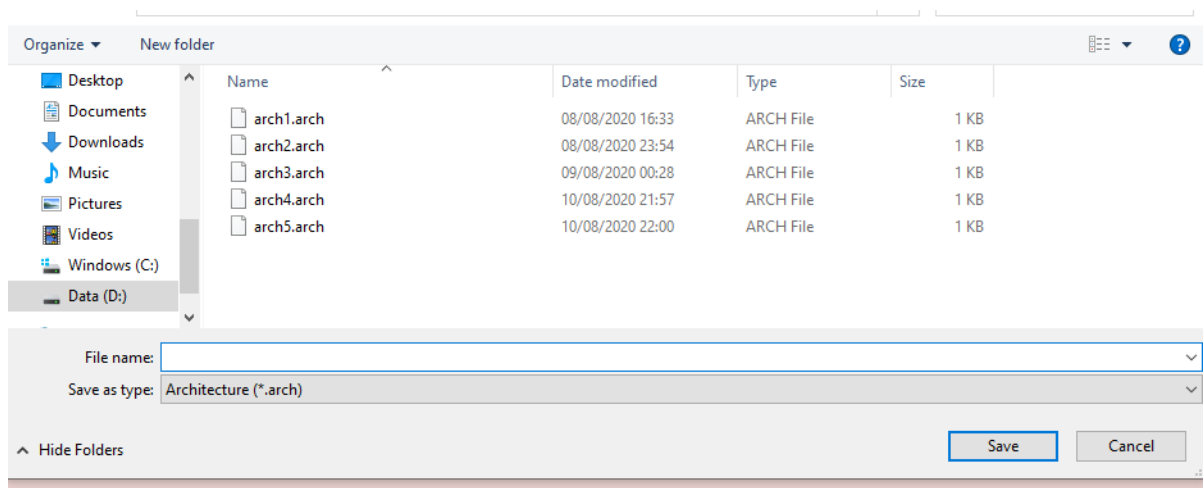 Organize New folder ?
Desktop
Documents
Downloads
Music
Pictures
Videos
Windows (C:)
Data (D:)
Name Date modified Type Size
arch1.arch 08/08/2020 16:33 ARCH File 1 KB
arch2.arch 08/08/2020 23:54 ARCH File 1 KB
arch3.arch 09/08/2020 00:28 ARCH File 1 KB
arch4.arch 10/08/2020 21:57 ARCH File 1 KB
arch5.arch 10/08/2020 22:00 ARCH File 1 KB
File name:
Save as type: Architecture (*.arch)
Hide Folders Save Cancel